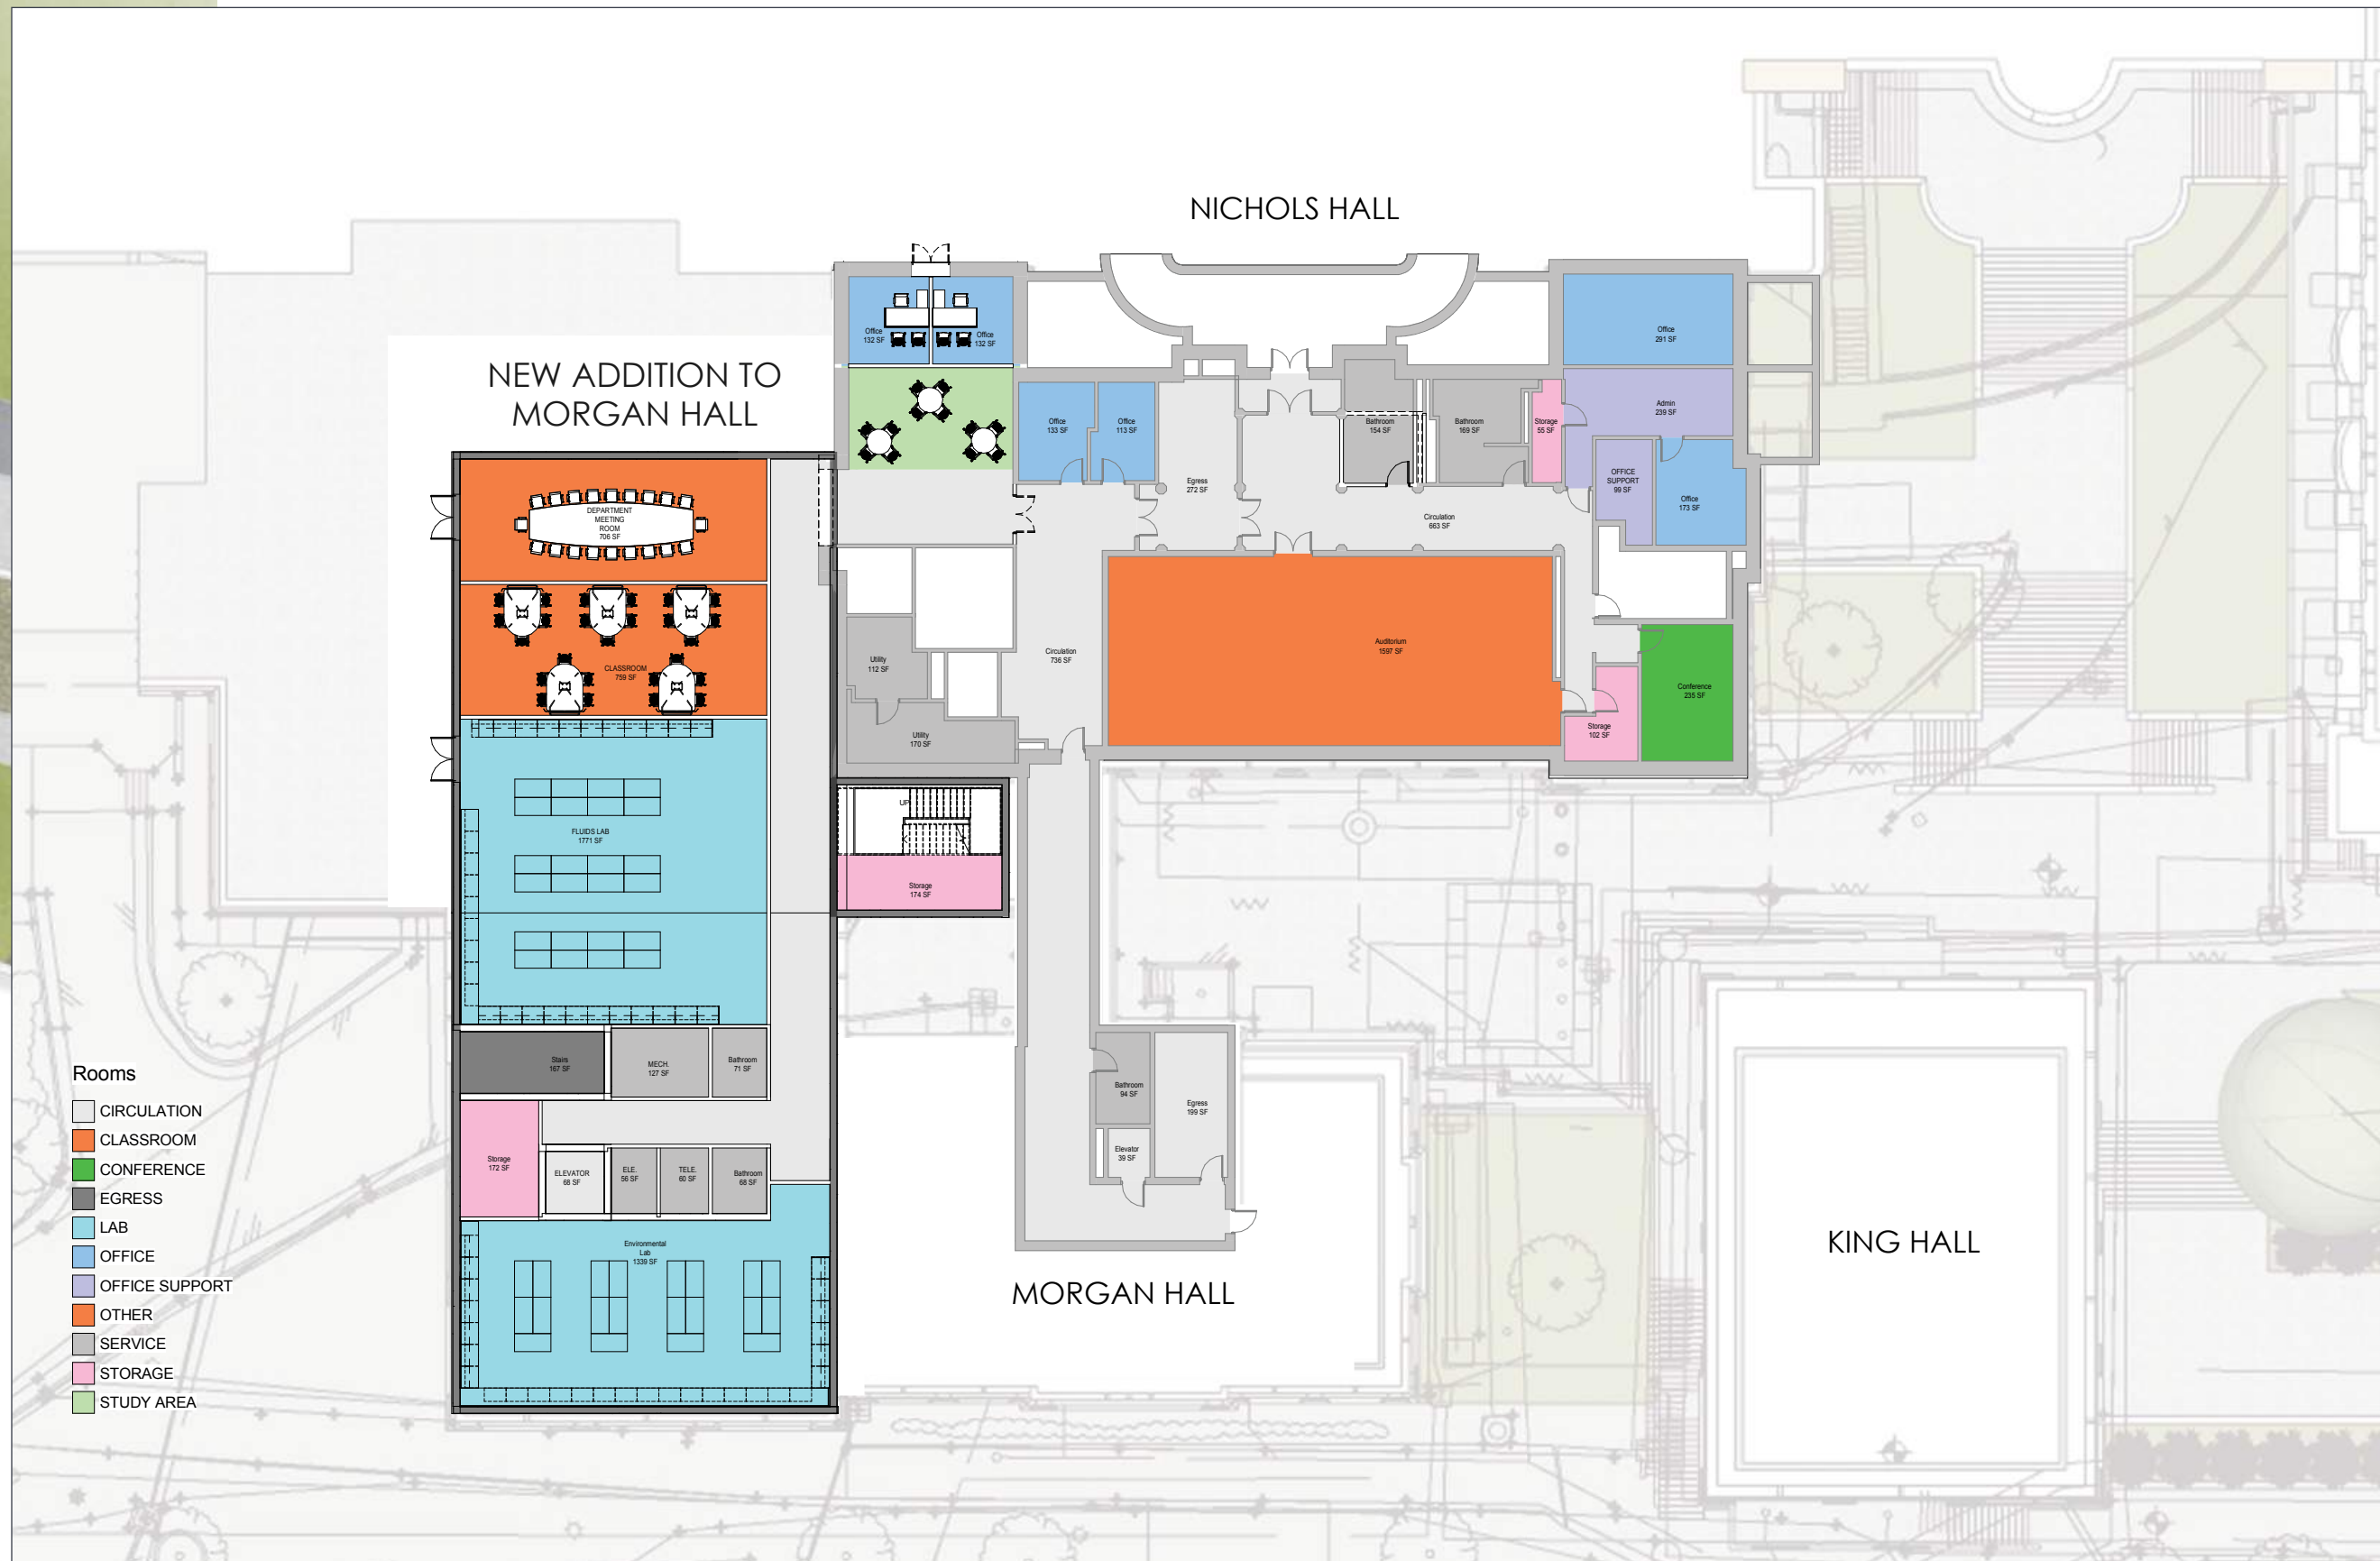 NICHOLS HALL
NEW ADDITION TO
MORGAN HALL
Office
132 SF
Office
132 SF
Office
133 SF
Office
113 SF
Egress
272 SF
Bathroom
154 SF
Bathroom
169 SF
Storage
55 SF
Office
291 SF
Admin
239 SF
OFFICE
SUPPORT
99 SF
Office
173 SF
Circulation
663 SF
DEPARTMENT
MEETING
ROOM
706 SF
CLASSROOM
759 SF
Utility
112 SF
Utility
170 SF
Circulation
736 SF
Auditorium
1597 SF
Conference
235 SF
Storage
102 SF
UP
Storage
174 SF
FLUIDS LAB
1771 SF
Stairs
167 SF
MECH.
127 SF
Bathroom
71 SF
Storage
172 SF
ELEVATOR
68 SF
ELE.
56 SF
TELE.
60 SF
Bathroom
68 SF
Environmental
Lab
1339 SF
Bathroom
94 SF
Egress
199 SF
Elevator
39 SF
MORGAN HALL
KING HALL
Rooms
CIRCULATION
CLASSROOM
CONFERENCE
EGRESS
LAB
OFFICE
OFFICE SUPPORT
OTHER
SERVICE
STORAGE
STUDY AREA